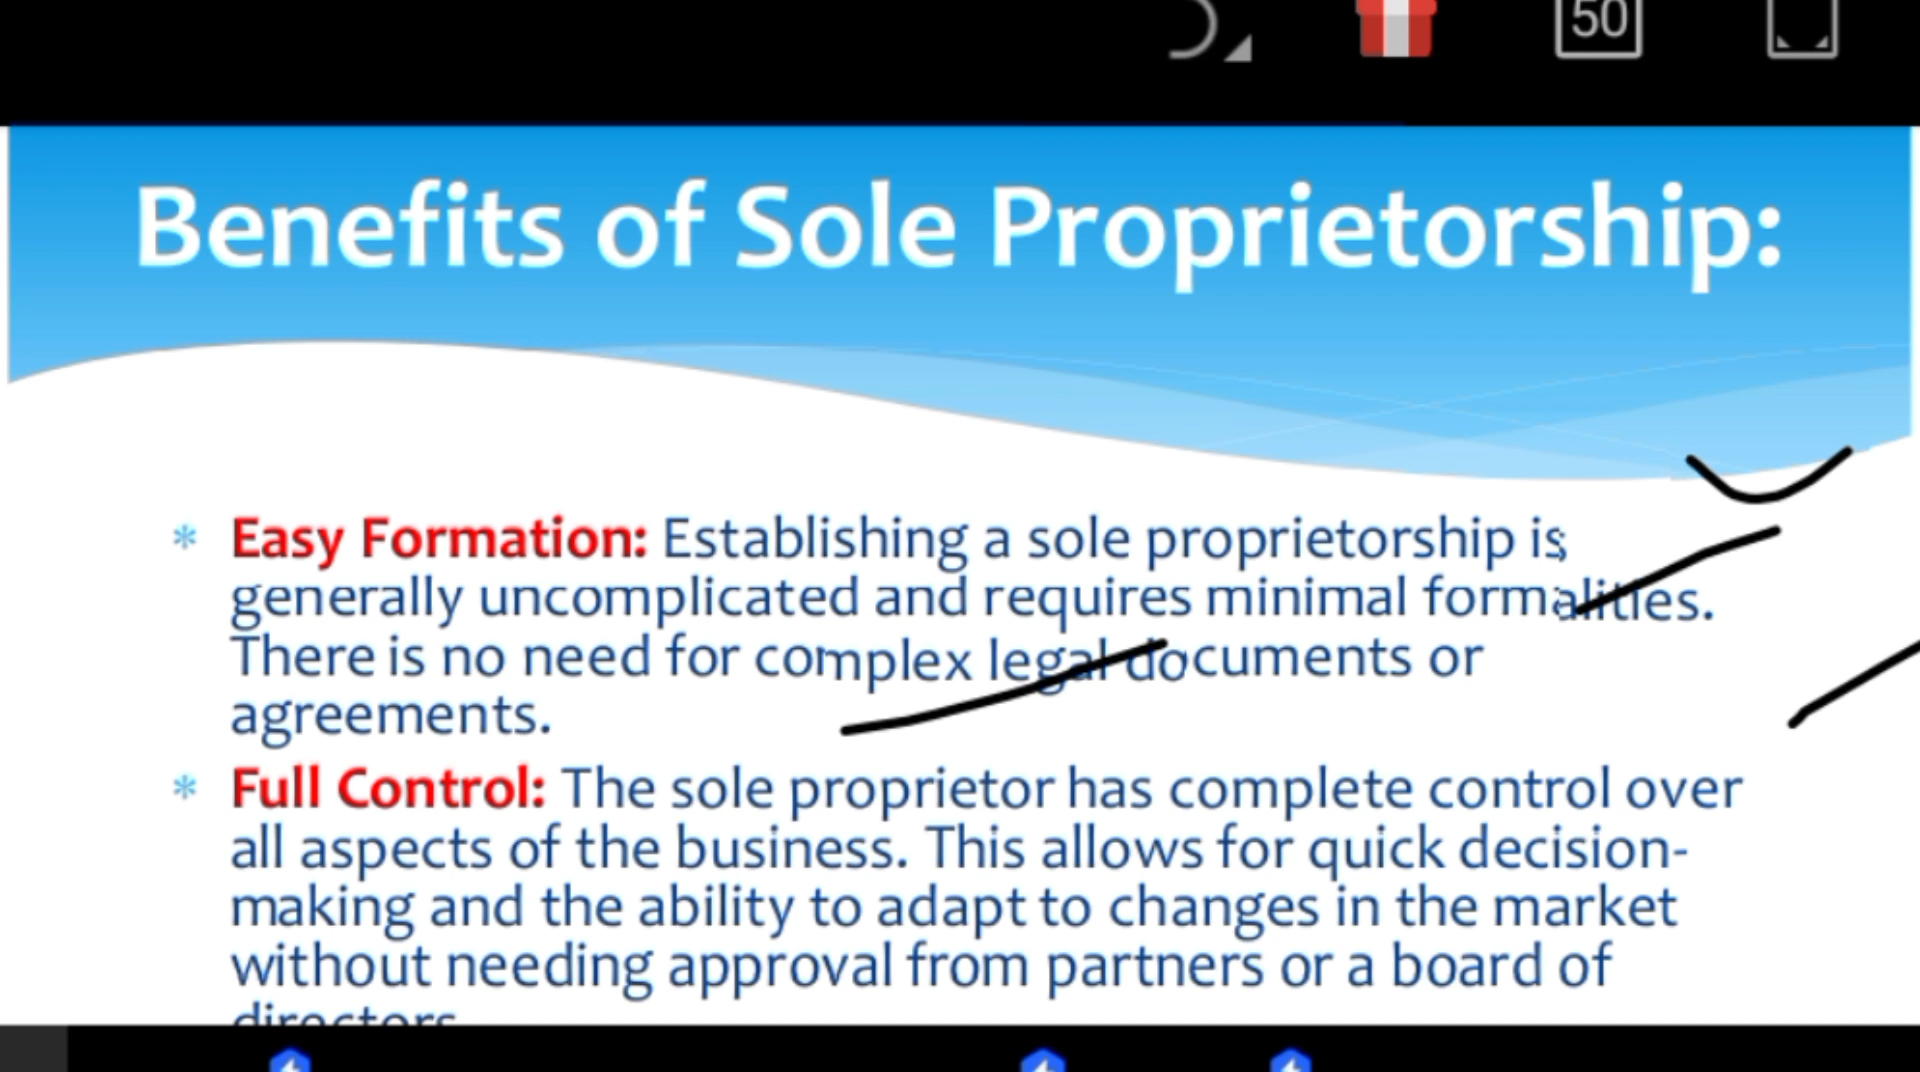 50
Benefits of Sole Proprietorship:
* Easy Formation: Establishing a sole proprietorship is
generally uncomplicated and requires minimal formalities.
There is no need for complex legal documents or
agreements.
* Full Control: The sole proprietor has complete control over
all aspects of the business. This allows for quick decision-
making and the ability to adapt to changes in the market
without needing approval from partners or a board of
directors.